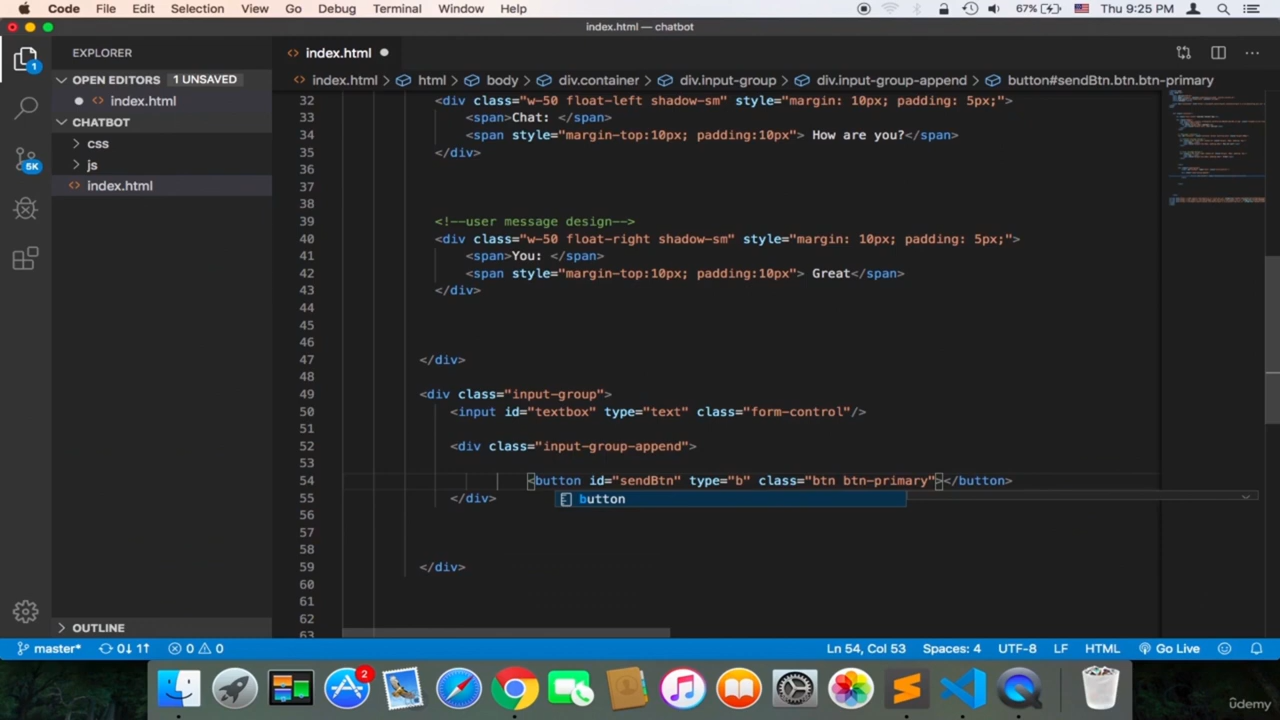 Code File Edit Selection View Go Debug Terminal Window Help 67% Thu 9:25 PM
index.html — chatbot
EXPLORER
index.html
OPEN EDITORS 1 UNSAVED
index.html
CHATBOT
css
js
index.html
OUTLINE
1
5K
index.html html body div.container div.input-group div.input-group-append button#sendBtn.btn.btn-primary
32 <div class="w-50 float-left shadow-sm" style="margin: 10px; padding: 5px;">
33 <span>Chat: </span>
34 <span style="margin-top:10px; padding:10px"> How are you?</span>
35 </div>
36
37
38
39 <!--user message design-->
40 <div class="w-50 float-right shadow-sm" style="margin: 10px; padding: 5px;">
41 <span>You: </span>
42 <span style="margin-top:10px; padding:10px"> Great</span>
43 </div>
44
45
46
47 </div>
48
49 <div class="input-group">
50 <input id="textbox" type="text" class="form-control"/>
51
52 <div class="input-group-append">
53
54 <button id="sendBtn" type="b" class="btn btn-primary"></button>
55 </div>
button
56
57
58
59 </div>
60
61
62
63
master* 0↓ 1↑ 0 0 Ln 54, Col 53 Spaces: 4 UTF-8 LF HTML Go Live
2
udemy